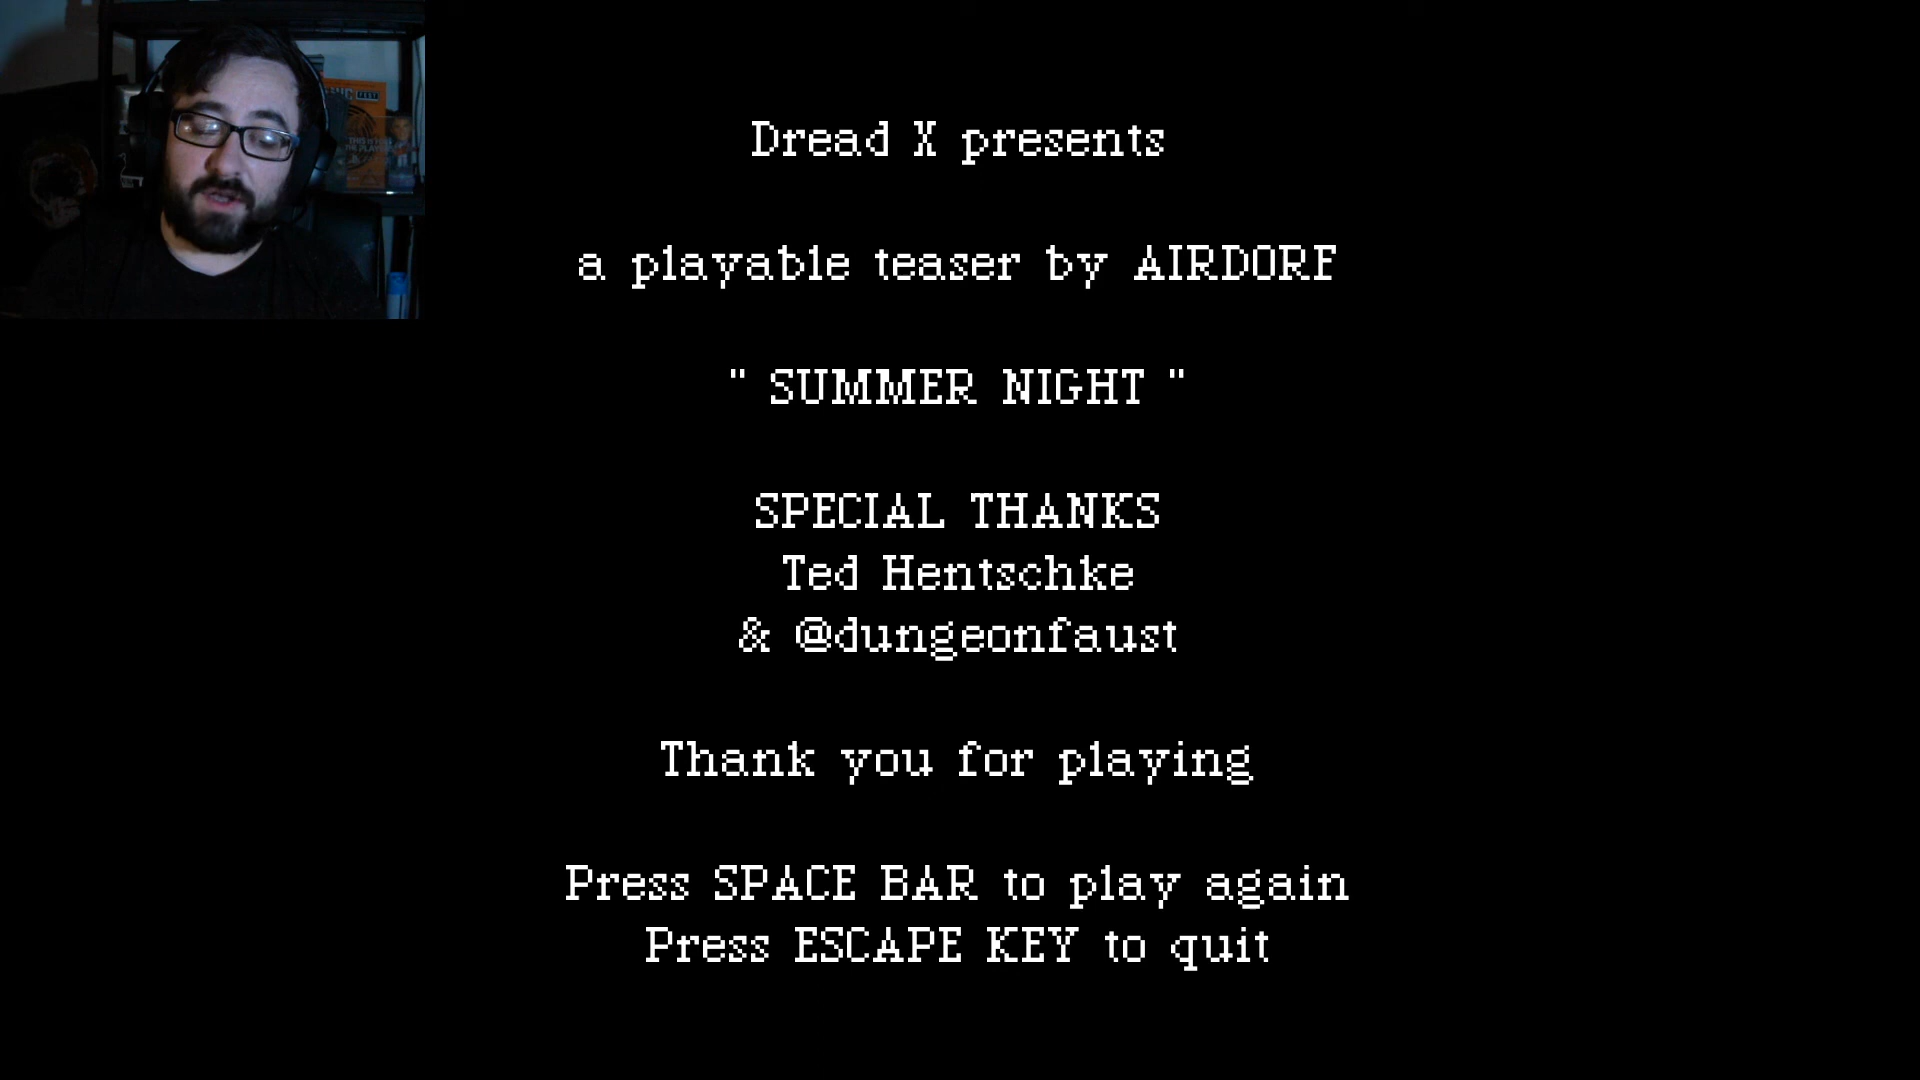 Dread X presents
a playable teaser by AIRDORF
" SUMMER NIGHT "
SPECIAL THANKS
Ted Hentschke
& @dungeonfaust
Thank you for playing
Press SPACE BAR to play again
Press ESCAPE KEY to quit